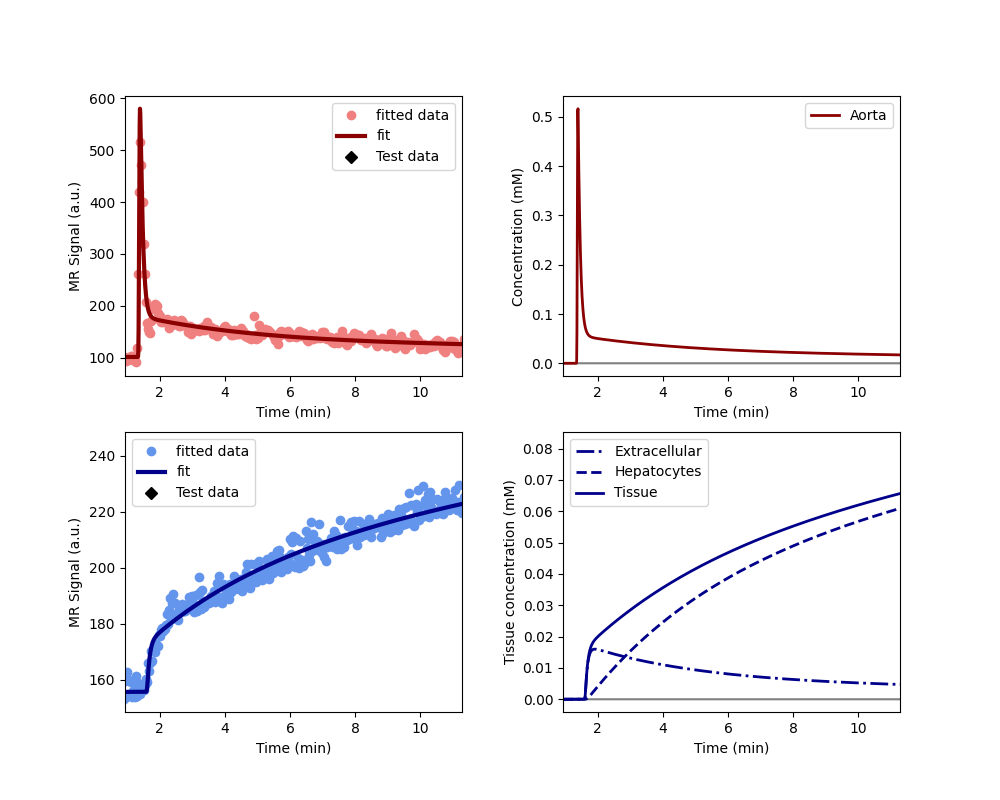 600
500
400
300
200
100
MR Signal (a.u.)
fitted data
fit
Test data
2
4
6
8
10
Time (min)
0.5
0.4
0.3
0.2
0.1
0.0
Concentration (mM)
Aorta
2
4
6
8
10
Time (min)
240
220
200
180
160
MR Signal (a.u.)
fitted data
fit
Test data
2
4
6
8
10
Time (min)
0.08
0.07
0.06
0.05
0.04
0.03
0.02
0.01
0.00
Tissue concentration (mM)
Extracellular
Hepatocytes
Tissue
2
4
6
8
10
Time (min)